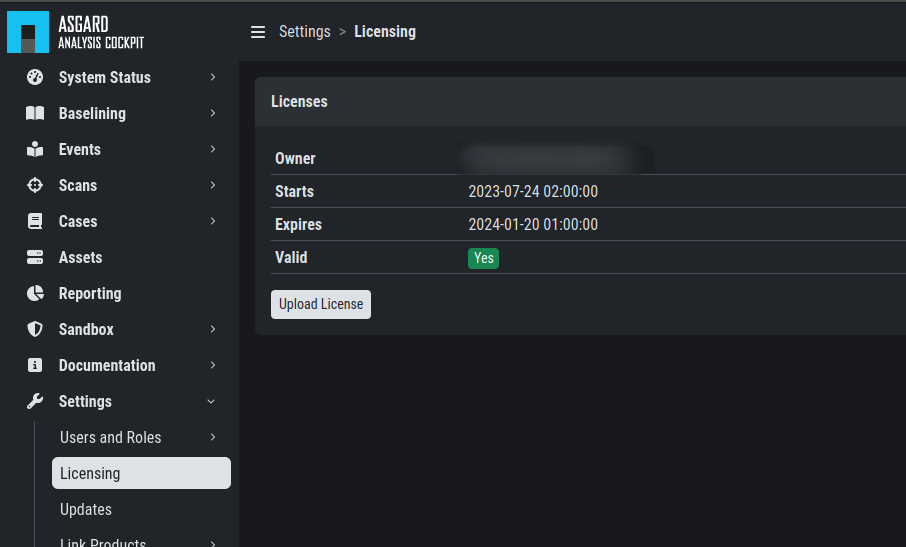 ASGARD
ANALYSIS COCKPIT
System Status
Baselining
Events
Scans
Cases
Assets
Reporting
Sandbox
Documentation
Settings
Users and Roles
Licensing
Updates
Link Products
Settings > Licensing
Licenses
Owner
Starts 2023-07-24 02:00:00
Expires 2024-01-20 01:00:00
Valid Yes
Upload License